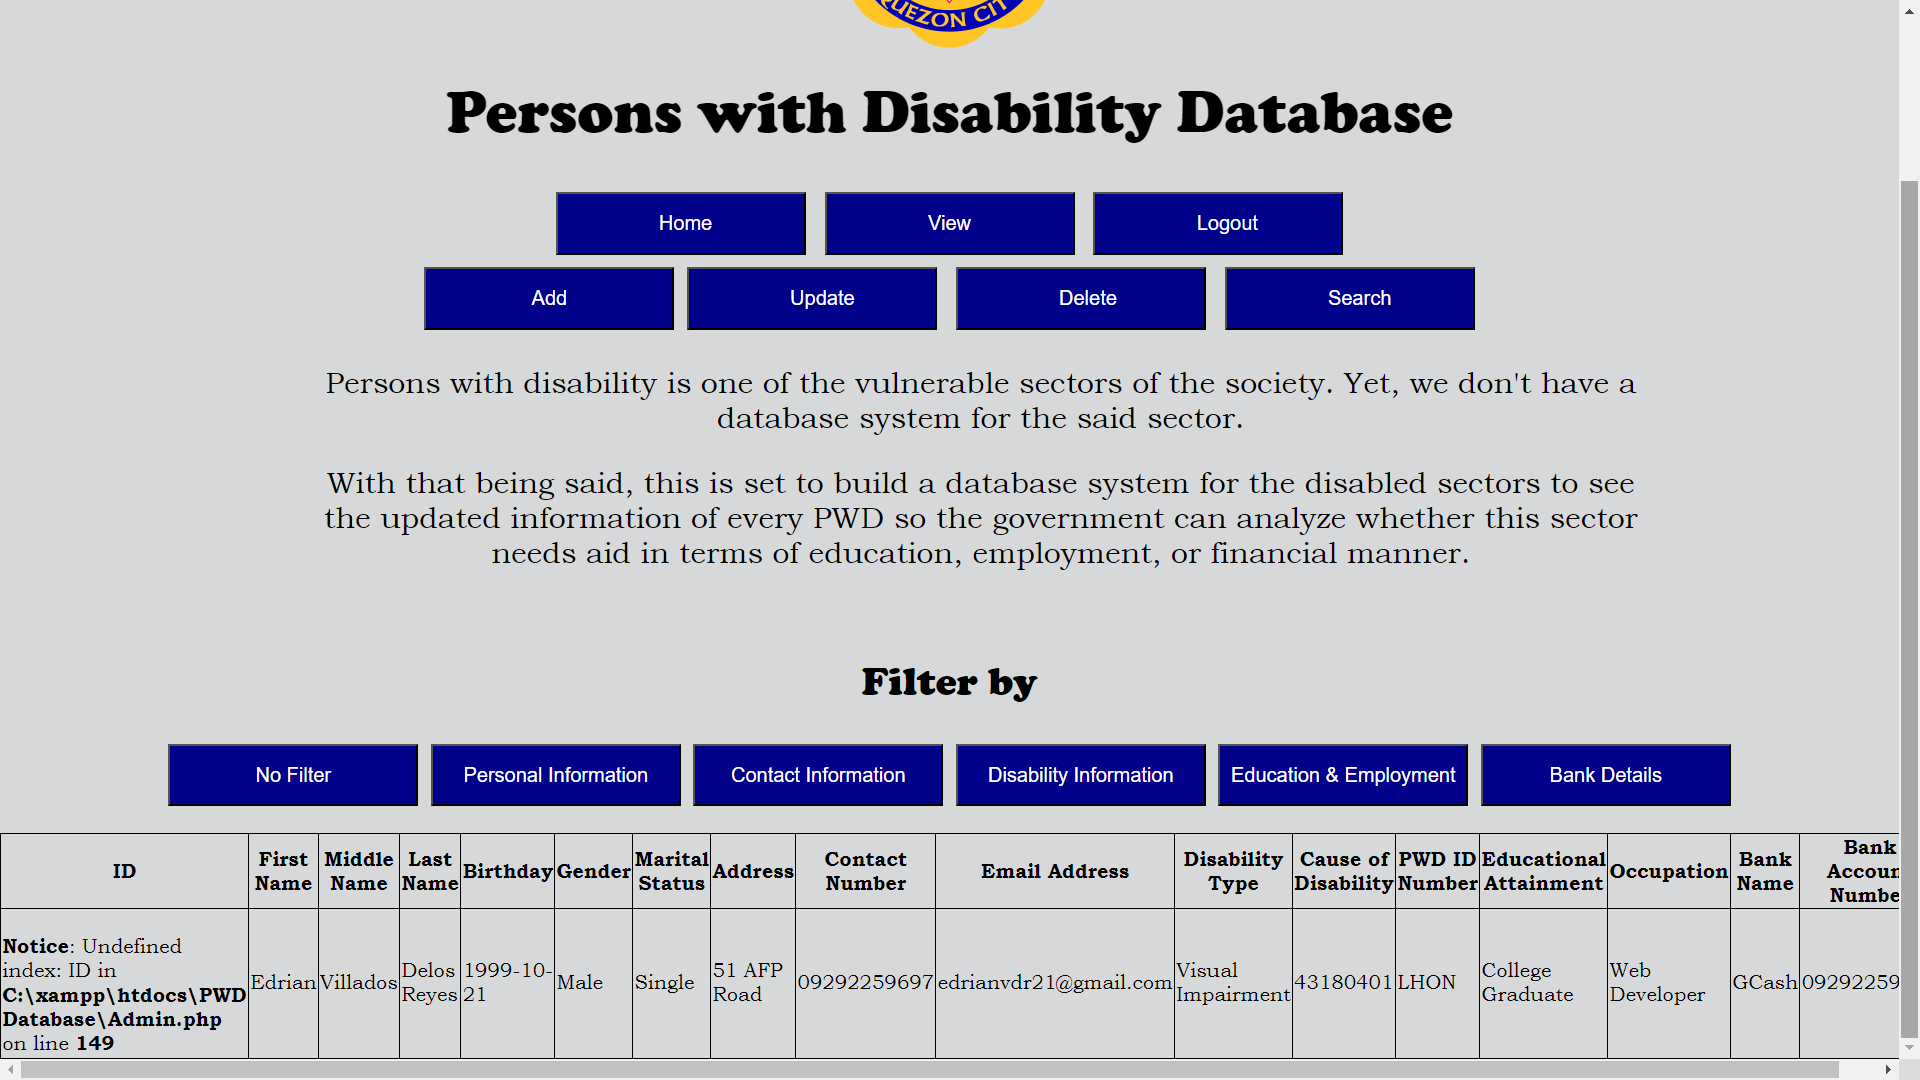 QUEZON CIT
Persons with Disability Database
Home View Logout
Add Update Delete Search
Persons with disability is one of the vulnerable sectors of the society. Yet, we don't have a
database system for the said sector.
With that being said, this is set to build a database system for the disabled sectors to see
the updated information of every PWD so the government can analyze whether this sector
needs aid in terms of education, employment, or financial manner.
Filter by
No Filter Personal Information Contact Information Disability Information Education & Employment Bank Details
ID
First
Name
Middle
Name
Last
Name
Birthday
Gender
Marital
Status
Address
Contact
Number
Email Address
Disability
Type
Cause of
Disability
PWD ID
Number
Educational
Attainment
Occupation
Bank
Name
Bank
Accoun
Numbe
Notice: Undefined
index: ID in
C:\xampp\htdocs\PWD
Database\Admin.php
on line 149
Edrian
Villados
Delos
Reyes
1999-10-
21
Male
Single
51 AFP
Road
09292259697
edrianvdr21@gmail.com
Visual
Impairment
43180401
LHON
College
Graduate
Web
Developer
GCash
09292259